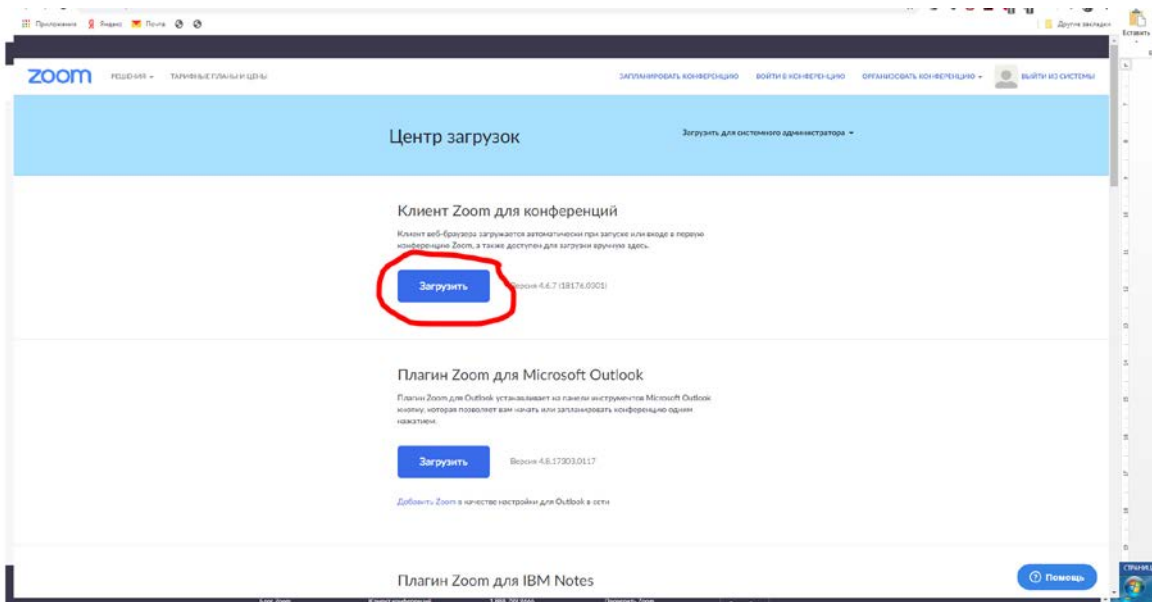 Приложения Яндекс Почта
Другие закладки
Вставить
zoom РЕШЕНИЯ ТАРИФНЫЕ ПЛАНЫ И ЦЕНЫ ЗАПЛАНИРОВАТЬ КОНФЕРЕНЦИЮ ВОЙТИ В КОНФЕРЕНЦИЮ ОРГАНИЗОВАТЬ КОНФЕРЕНЦИЮ ВЫЙТИ ИЗ СИСТЕМЫ
Центр загрузок Загрузить для системного администратора
Клиент Zoom для конференций
Клиент веб-браузера загружается автоматически при запуске или входе в первую
конференцию Zoom, а также доступен для загрузки вручную здесь.
Загрузить Версия 4.6.7 (18176.0301)
Плагин Zoom для Microsoft Outlook
Плагин Zoom для Outlook устанавливает на панели инструментов Microsoft Outlook
кнопку, которая позволяет вам начать или запланировать конференцию одним
нажатием.
Загрузить Версия 4.8.17303.0117
Добавить Zoom в качестве надстройки для Outlook в сети
Плагин Zoom для IBM Notes
Помощь
СТРАНИЦ